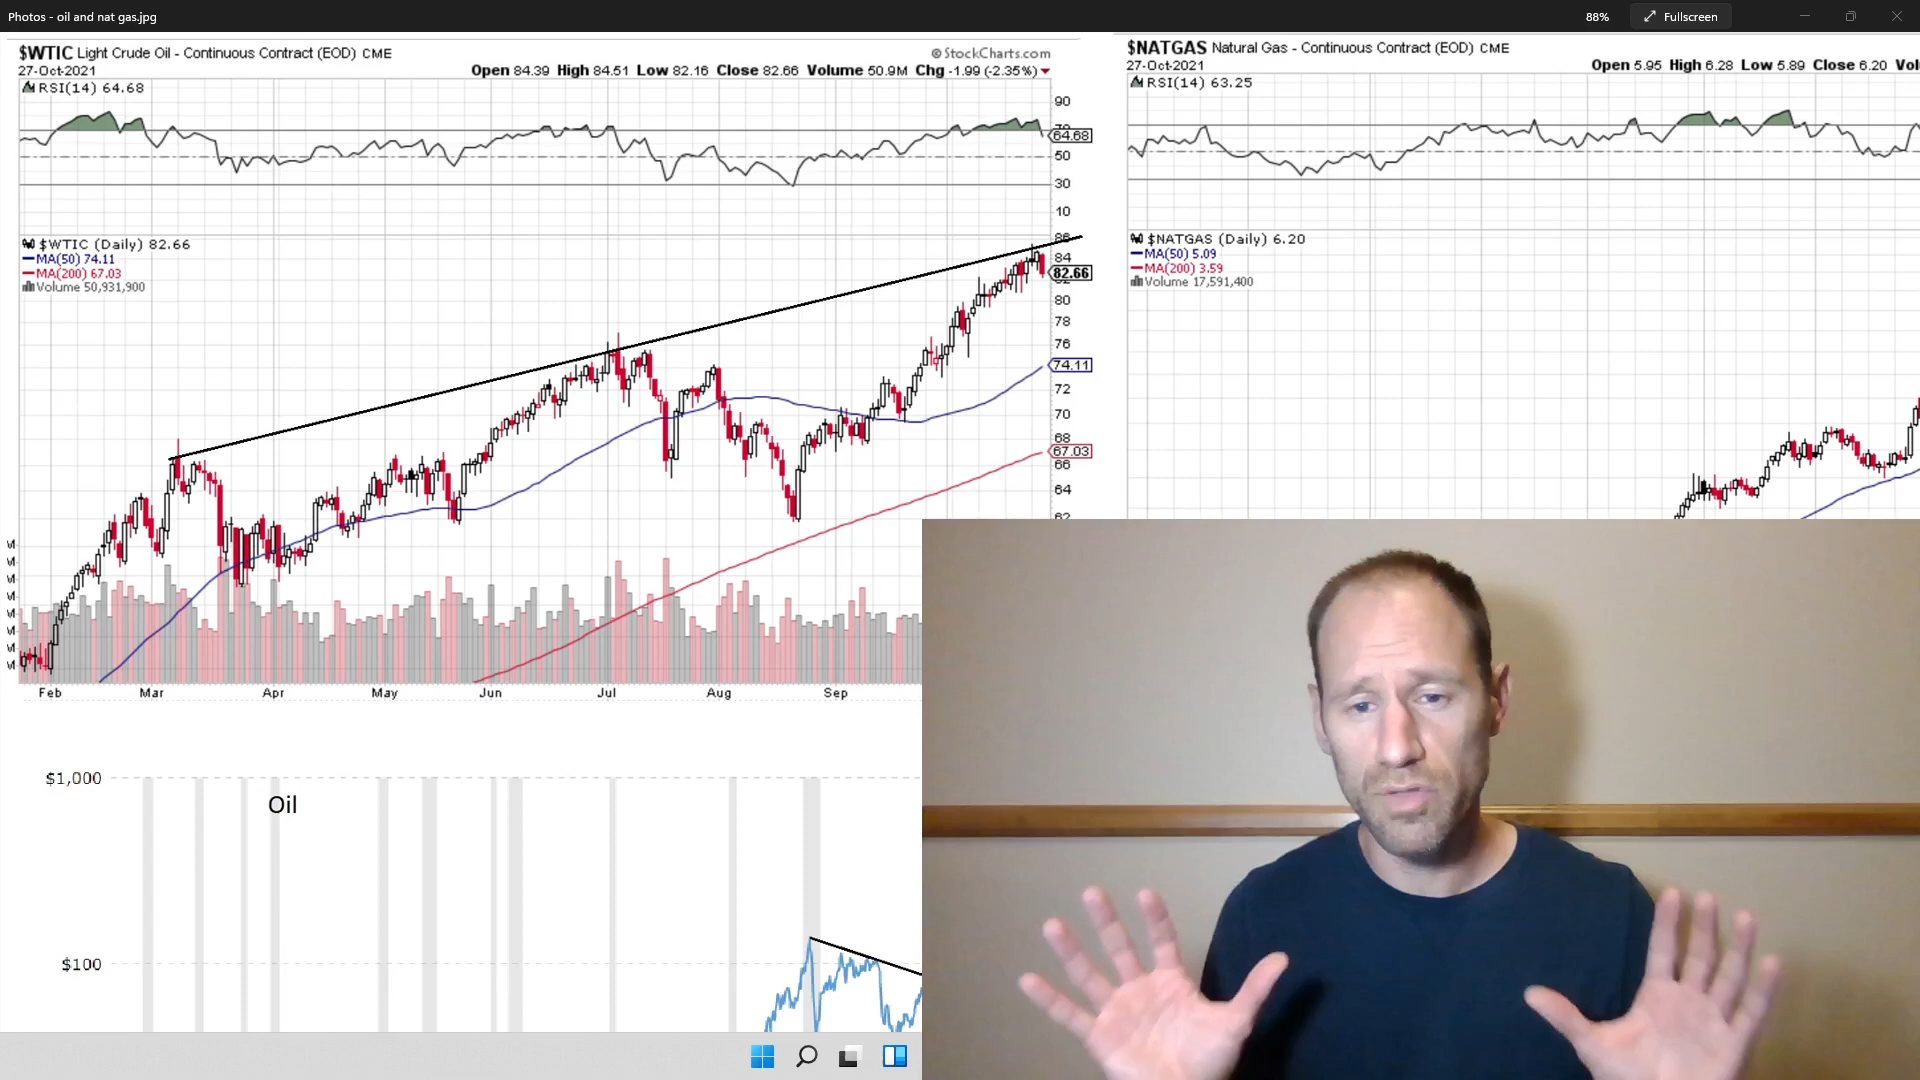 Photos - oil and nat gas.jpg
88%
Fullscreen
$WTIC Light Crude Oil - Continuous Contract (EOD) CME
© StockCharts.com
27-Oct-2021
Open 84.39 High 84.51 Low 82.16 Close 82.66 Volume 50.9M Chg -1.99 (-2.35%)
RSI(14) 64.68
90
70
64.68
50
30
10
$WTIC (Daily) 82.66
MA(50) 74.11
MA(200) 67.03
Volume 50,931,900
86
84
82.66
82
80
78
76
74.11
72
70
68
67.03
66
64
62
M
M
M
M
M
M
M
M
Feb Mar Apr May Jun Jul Aug Sep
$NATGAS Natural Gas - Continuous Contract (EOD) CME
27-Oct-2021
Open 5.95 High 6.28 Low 5.89 Close 6.20
RSI(14) 63.25
$NATGAS (Daily) 6.20
MA(50) 5.09
MA(200) 3.59
Volume 17,591,400
$1,000
Oil
$100